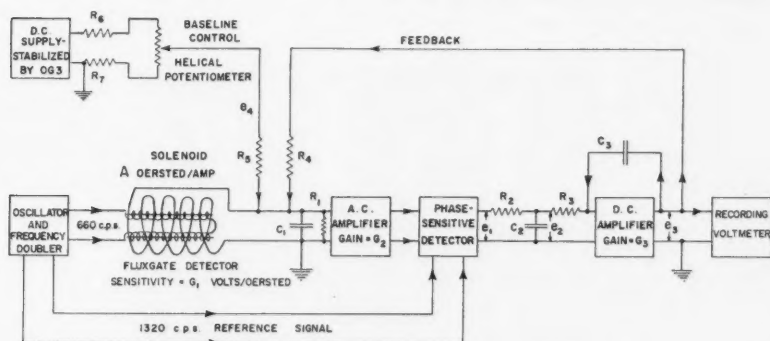 D.C.
SUPPLY-
STABILIZED
BY OG3
R6
R7
BASELINE
CONTROL
HELICAL
POTENTIOMETER
e4
R5
R4
FEEDBACK
SOLENOID
A OERSTED/AMP
OSCILLATOR
AND
FREQUENCY
DOUBLER
660 c.p.s.
FLUXGATE DETECTOR
SENSITIVITY = G1 VOLTS/OERSTED
C1
R1
A.C.
AMPLIFIER
GAIN = G2
PHASE-
SENSITIVE
DETECTOR
e1
R2
C2
e2
R3
C3
D.C.
AMPLIFIER
GAIN = G3
e3
RECORDING
VOLTMETER
1320 c.p.s. REFERENCE SIGNAL